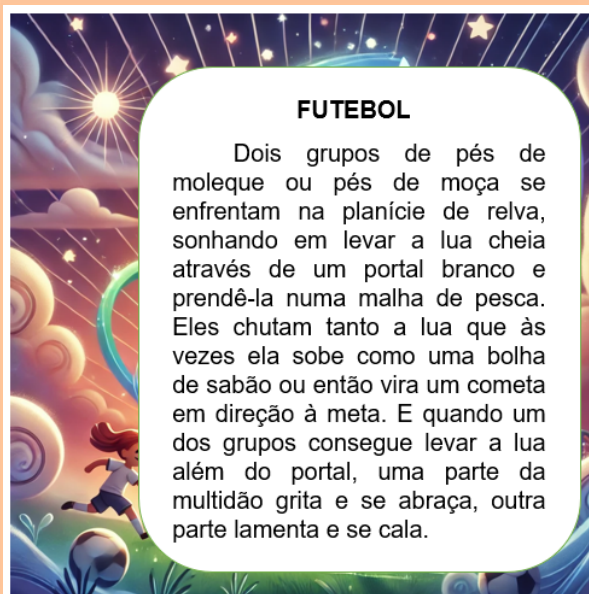 FUTEBOL
Dois grupos de pés de
moleque ou pés de moça se
enfrentam na planície de relva,
sonhando em levar a lua cheia
através de um portal branco e
prendê-la numa malha de pesca.
Eles chutam tanto a lua que às
vezes ela sobe como uma bolha
de sabão ou então vira um cometa
em direção à meta. E quando um
dos grupos consegue levar a lua
além do portal, uma parte da
multidão grita e se abraça, outra
parte lamenta e se cala.